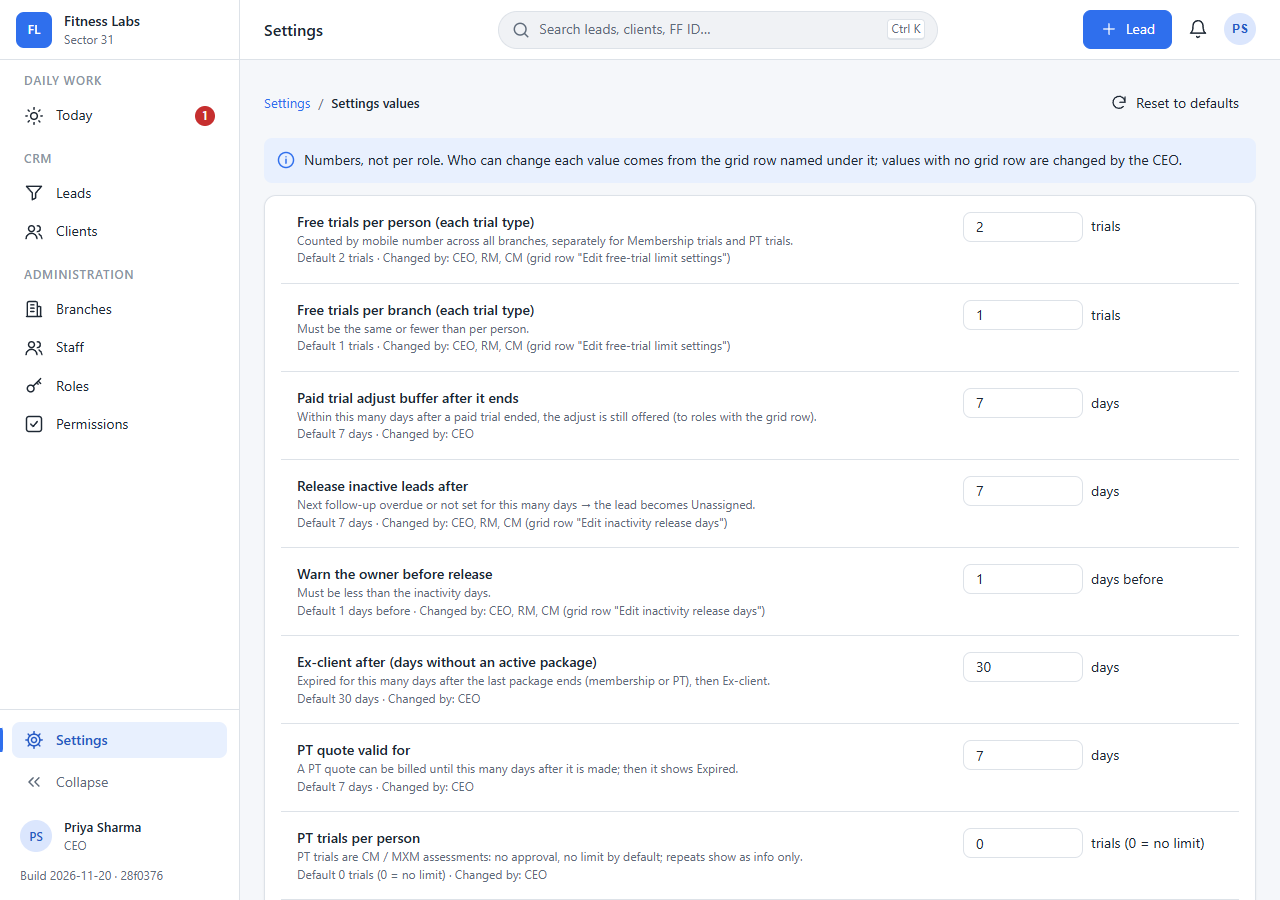 FL
Fitness Labs
Sector 31
Settings
Search leads, clients, FF ID...
Ctrl K
Lead
PS
DAILY WORK
Today
1
CRM
Leads
Clients
ADMINISTRATION
Branches
Staff
Roles
Permissions
Settings
Collapse
PS
Priya Sharma
CEO
Build 2026-11-20 · 28f0376
Settings / Settings values
Reset to defaults
Numbers, not per role. Who can change each value comes from the grid row named under it; values with no grid row are changed by the CEO.
Free trials per person (each trial type)
Counted by mobile number across all branches, separately for Membership trials and PT trials.
Default 2 trials · Changed by: CEO, RM, CM (grid row "Edit free-trial limit settings")
2 trials
Free trials per branch (each trial type)
Must be the same or fewer than per person.
Default 1 trials · Changed by: CEO, RM, CM (grid row "Edit free-trial limit settings")
1 trials
Paid trial adjust buffer after it ends
Within this many days after a paid trial ended, the adjust is still offered (to roles with the grid row).
Default 7 days · Changed by: CEO
7 days
Release inactive leads after
Next follow-up overdue or not set for this many days → the lead becomes Unassigned.
Default 7 days · Changed by: CEO, RM, CM (grid row "Edit inactivity release days")
7 days
Warn the owner before release
Must be less than the inactivity days.
Default 1 days before · Changed by: CEO, RM, CM (grid row "Edit inactivity release days")
1 days before
Ex-client after (days without an active package)
Expired for this many days after the last package ends (membership or PT), then Ex-client.
Default 30 days · Changed by: CEO
30 days
PT quote valid for
A PT quote can be billed until this many days after it is made; then it shows Expired.
Default 7 days · Changed by: CEO
7 days
PT trials per person
PT trials are CM / MXM assessments: no approval, no limit by default; repeats show as info only.
Default 0 trials (0 = no limit) · Changed by: CEO
0 trials (0 = no limit)